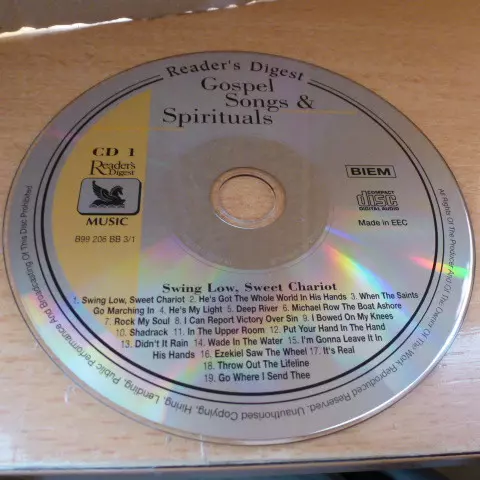 Reader's Digest
Gospel
Songs &
Spirituals
CD 1
Reader's
Digest
MUSIC
B98 206 BB 3/1
BIEM
COMPACT
disc
DIGITAL AUDIO
Made in EEC
Swing Low, Sweet Chariot
1. Swing Low, Sweet Chariot 2. He's Got The Whole World In His Hands 3. When The Saints
Go Marching In 4. He's My Light 5. Deep River 6. Michael Row The Boat Ashore
7. Rock My Soul 8. I Can Report Victory Over Sin 9. I Bowed On My Knees
10. Shadrack 11. In The Upper Room 12. Put Your Hand In The Hand
13. Didn't It Rain 14. Wade In The Water 15. I'm Gonna Leave It In
His Hands 16. Ezekiel Saw The Wheel 17. It's Real
18. Throw Out The Lifeline
19. Go Where I Send Thee
All Rights Of The Producer And Of The Owners Of The Work Reproduced Reserved. Unauthorised Copying, Hiring, Lending, Public Performance And Broadcasting Of This Disc Prohibited